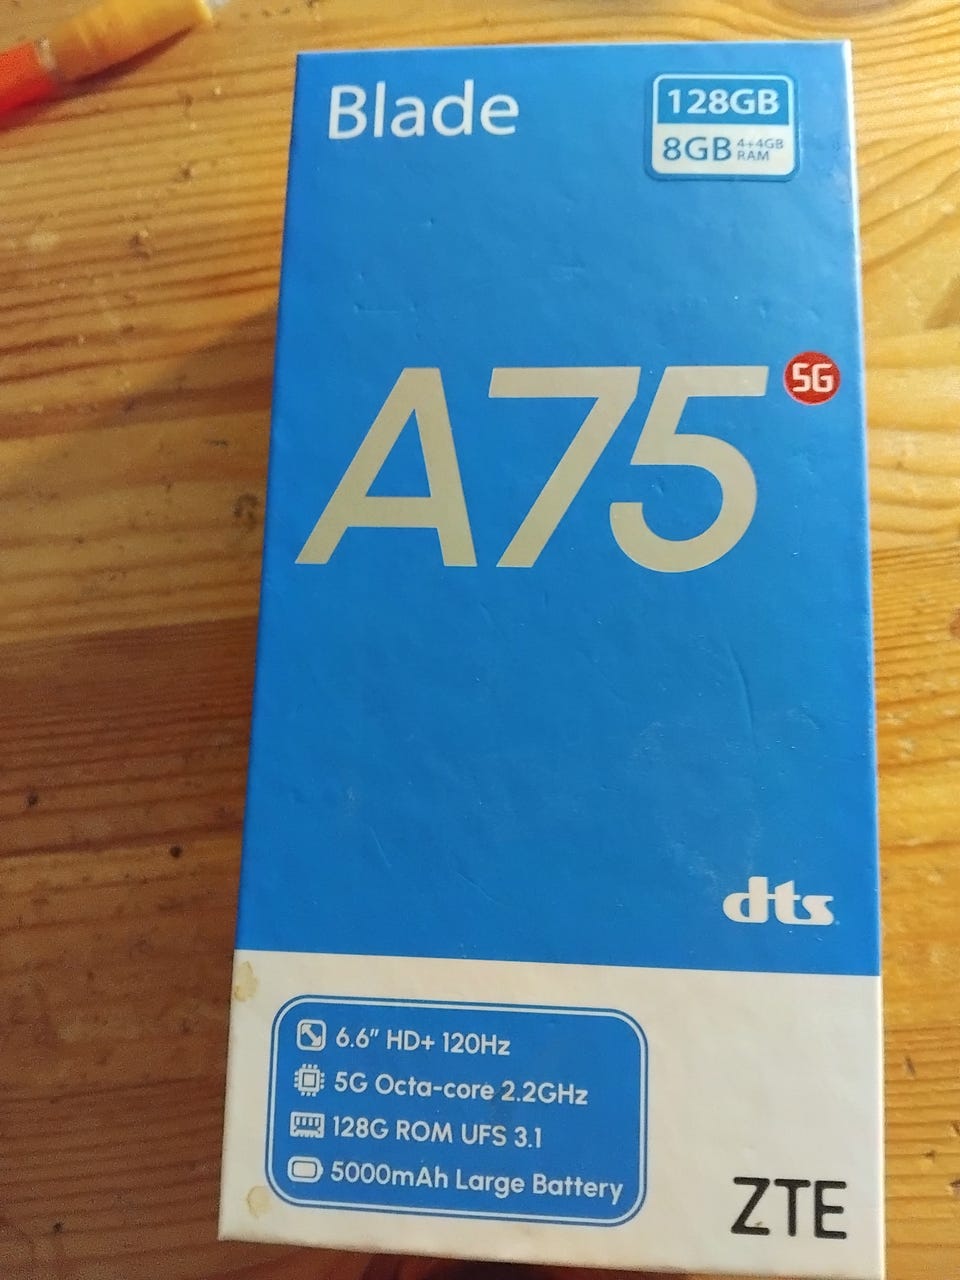 Blade
128GB
8GB 4+4GB RAM
A75 5G
dts
6.6" HD+ 120Hz
5G Octa-core 2.2GHz
128G ROM UFS 3.1
5000mAh Large Battery
ZTE